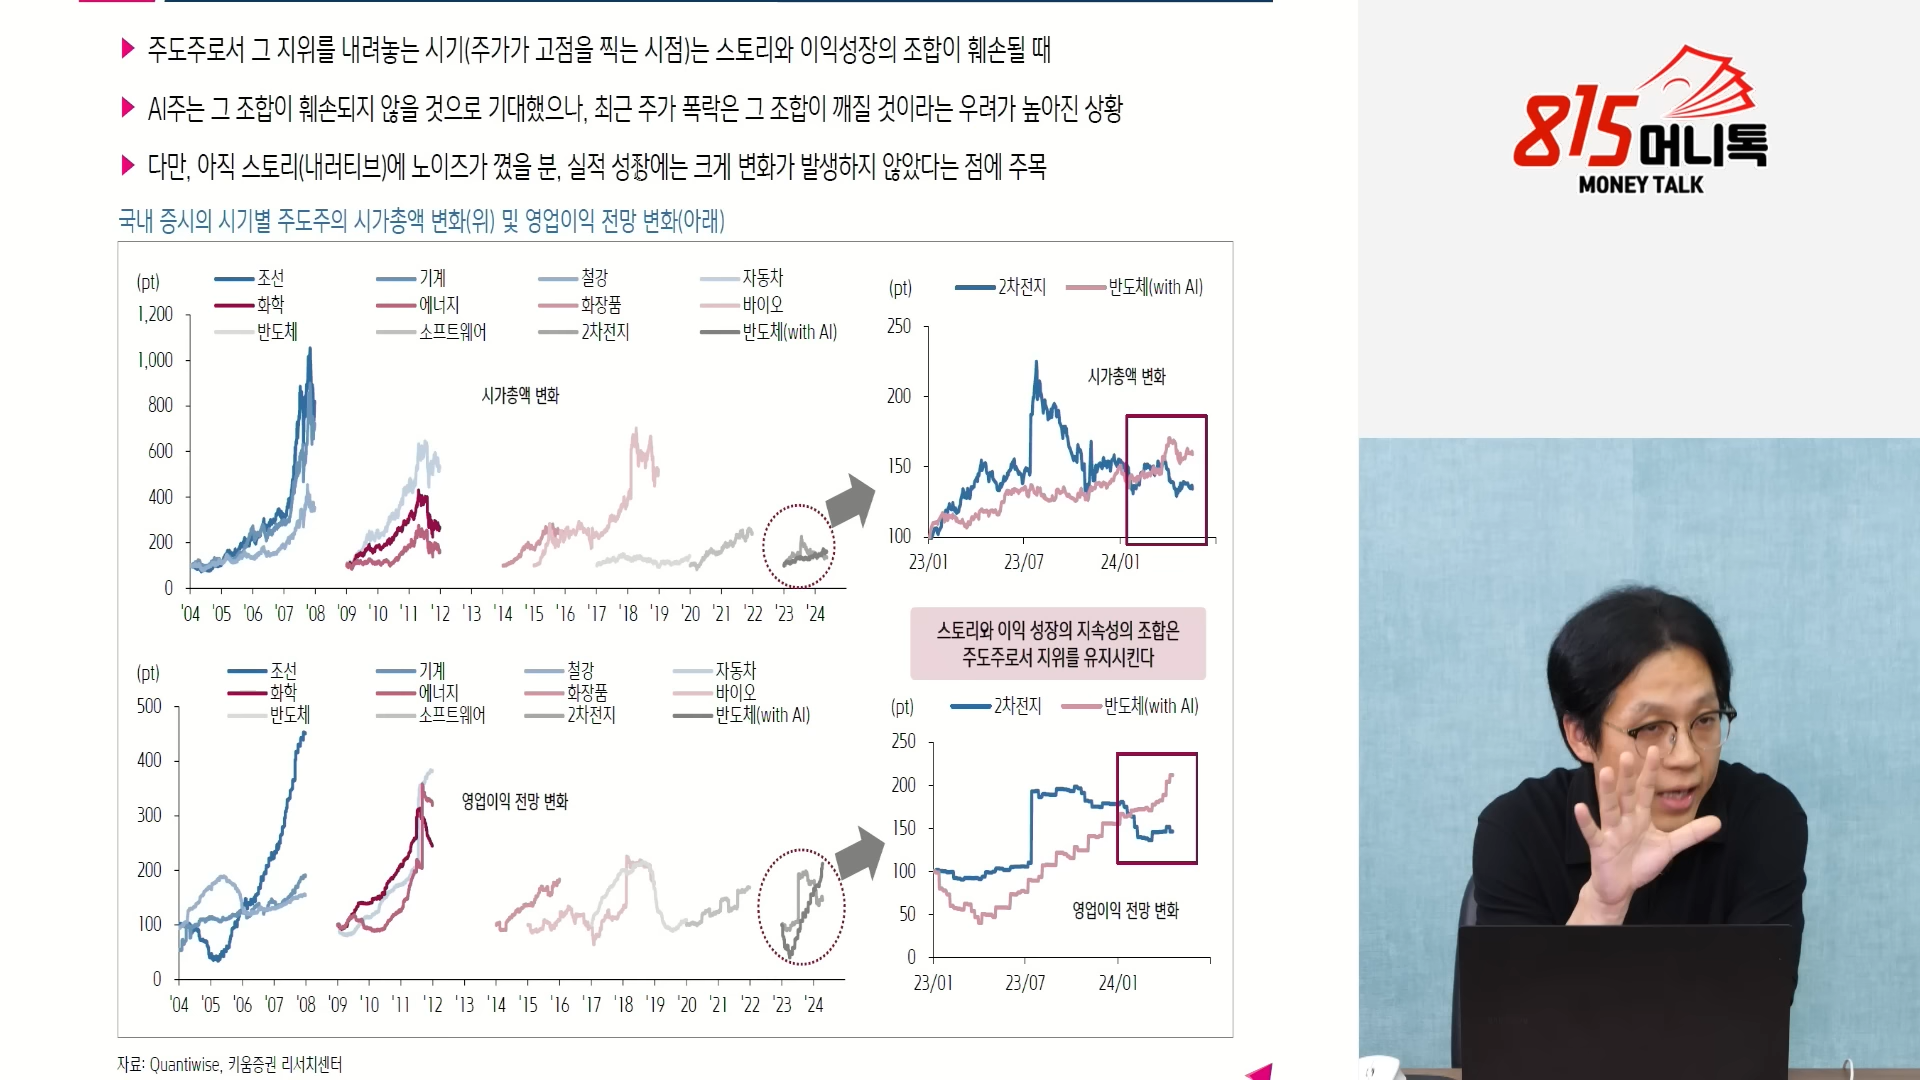 주도주로서 그 지위를 내려놓는 시기(주가가 고점을 찍는 시점)는 스토리와 이익성장의 조합이 훼손될 때
AI주는 그 조합이 훼손되지 않을 것으로 기대했으나, 최근 주가 폭락은 그 조합이 깨질 것이라는 우려가 높아진 상황
다만, 아직 스토리(내러티브)에 노이즈가 꼈을 분, 실적 성장에는 크게 변화가 발생하지 않았다는 점에 주목
국내 증시의 시기별 주도주의 시가총액 변화(위) 및 영업이익 전망 변화(아래)
(pt)
조선 기계 철강 자동차
화학 에너지 화장품 바이오
반도체 소프트웨어 2차전지 반도체(with AI)
1,200
1,000
800
600
400
200
0
시가총액 변화
'04 '05 '06 '07 '08 '09 '10 '11 '12 '13 '14 '15 '16 '17 '18 '19 '20 '21 '22 '23 '24
(pt)
2차전지 반도체(with AI)
250
200
150
100
시가총액 변화
23/01 23/07 24/01
스토리와 이익 성장의 지속성의 조합은
주도주로서 지위를 유지시킨다
(pt)
조선 기계 철강 자동차
화학 에너지 화장품 바이오
반도체 소프트웨어 2차전지 반도체(with AI)
500
400
300
200
100
0
영업이익 전망 변화
'04 '05 '06 '07 '08 '09 '10 '11 '12 '13 '14 '15 '16 '17 '18 '19 '20 '21 '22 '23 '24
(pt)
2차전지 반도체(with AI)
250
200
150
100
50
0
영업이익 전망 변화
23/01 23/07 24/01
자료: Quantiwise, 키움증권 리서치센터
815머니톡
MONEY TALK